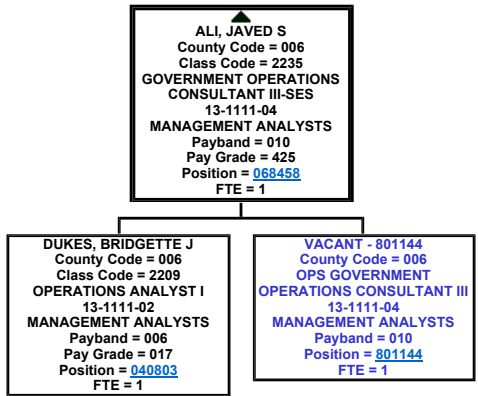 ALI, JAVED S
County Code = 006
Class Code = 2235
GOVERNMENT OPERATIONS
CONSULTANT III-SES
13-1111-04
MANAGEMENT ANALYSTS
Payband = 010
Pay Grade = 425
Position = 068458
FTE = 1
DUKES, BRIDGETTE J
County Code = 006
Class Code = 2209
OPERATIONS ANALYST I
13-1111-02
MANAGEMENT ANALYSTS
Payband = 006
Pay Grade = 017
Position = 040803
FTE = 1
VACANT - 801144
County Code = 006
OPS GOVERNMENT
OPERATIONS CONSULTANT III
13-1111-04
MANAGEMENT ANALYSTS
Payband = 010
Position = 801144
FTE = 1